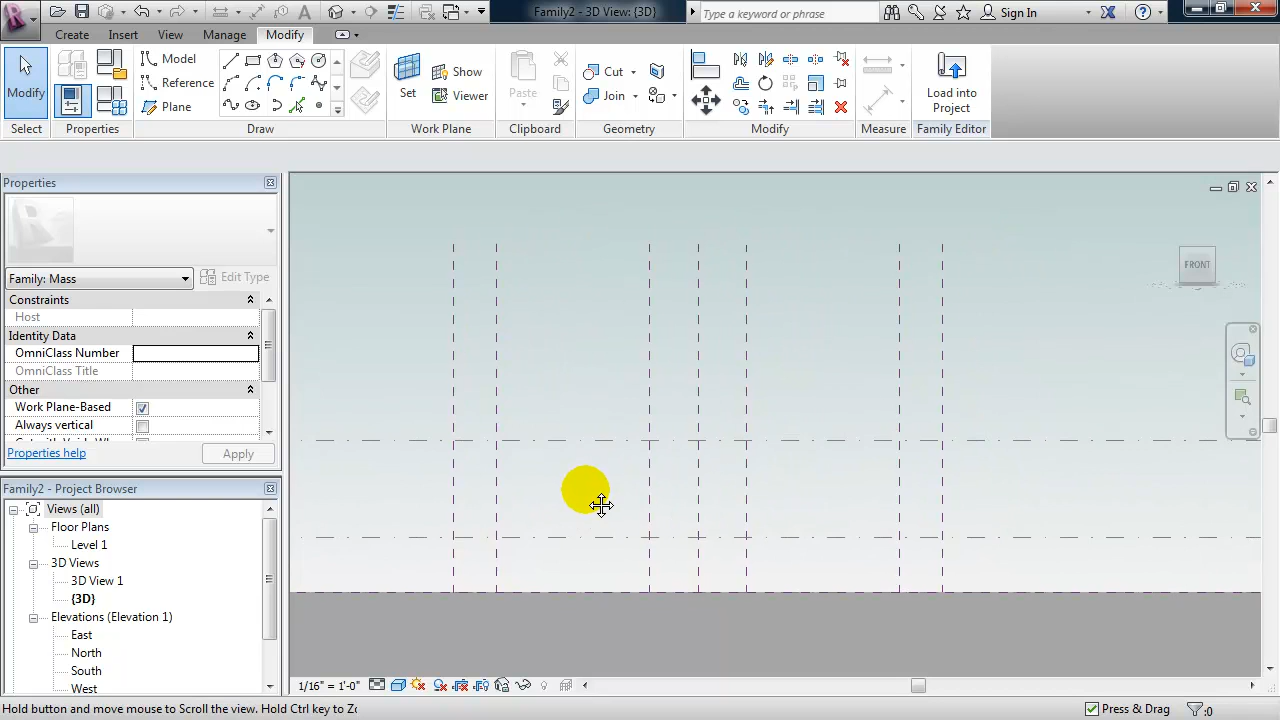 Family2 - 3D View: {3D}
Type a keyword or phrase
Sign In
Create Insert View Manage Modify
Modify
Model
Reference
Plane
Set
Show
Viewer
Paste
Cut
Join
Load into
Project
Select Properties Draw Work Plane Clipboard Geometry Modify Measure Family Editor
Properties
Family: Mass
Edit Type
Constraints
Host
Identity Data
OmniClass Number
OmniClass Title
Other
Work Plane-Based
Always vertical
Properties help
Apply
Family2 - Project Browser
Views (all)
Floor Plans
Level 1
3D Views
3D View 1
{3D}
Elevations (Elevation 1)
East
North
South
West
FRONT
1/16" = 1'-0"
Hold button and move mouse to Scroll the view. Hold Ctrl key to
Press & Drag
:0